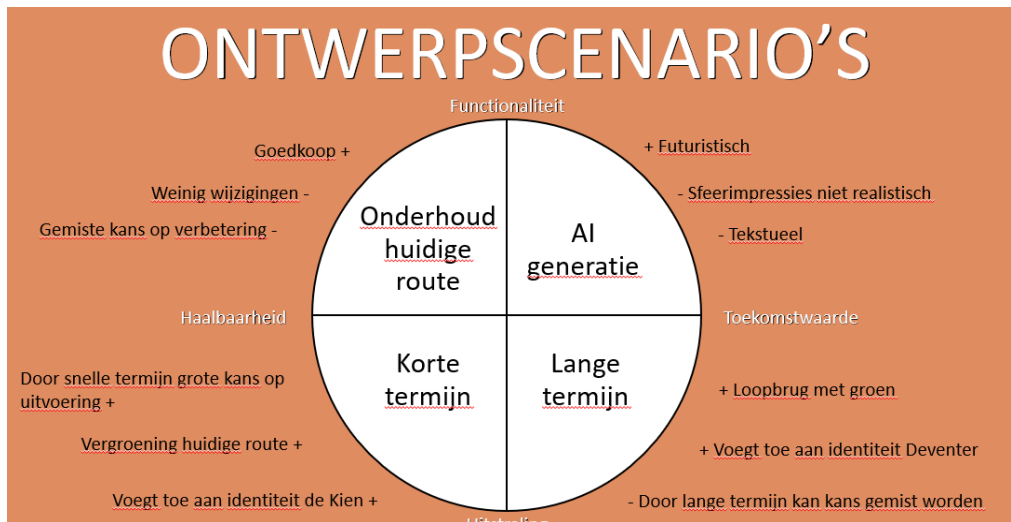 ONTWERPSCENARIO'S
Functionaliteit
Goedkoop +
Weinig wijzigingen -
Gemiste kans op verbetering -
+ Futuristisch
- Sfeerimpressies niet realistisch
- Tekstueel
Onderhoud
huidige
route
AI
generatie
Haalbaarheid
Toekomstwaarde
Korte
termijn
Lange
termijn
Door snelle termijn grote kans op
uitvoering +
Vergroening huidige route +
Voegt toe aan identiteit de Kien +
+ Loopbrug met groen
+ Voegt toe aan identiteit Deventer
- Door lange termijn kan kans gemist worden
Uitstraling